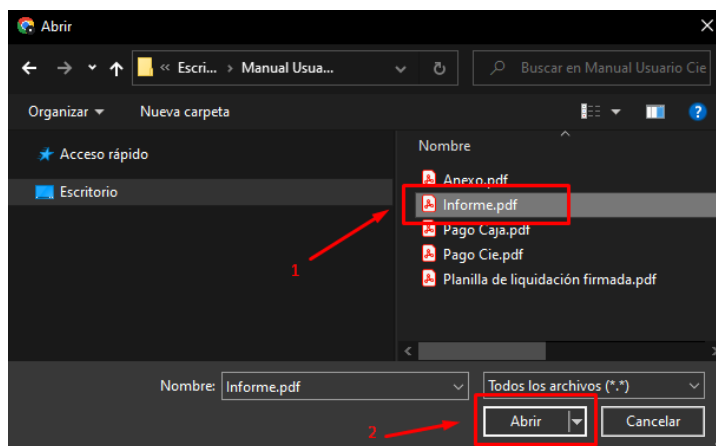 Abrir
« Escri... › Manual Usua...
Buscar en Manual Usuario Cie
Organizar
Nueva carpeta
?
Acceso rápido
Escritorio
Nombre
Anexo.pdf
Informe.pdf
Pago Caja.pdf
Pago Cie.pdf
Planilla de liquidación firmada.pdf
1
Nombre:
Informe.pdf
Todos los archivos (*.*)
2
Abrir
Cancelar